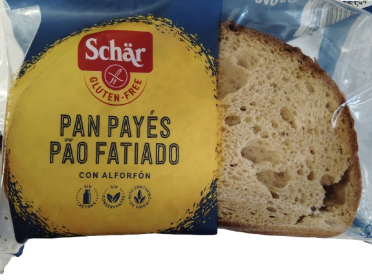 Schär
GLUTEN-FREE
PAN PAYÉS
PÃO FATIADO
CON ALFORFÓN